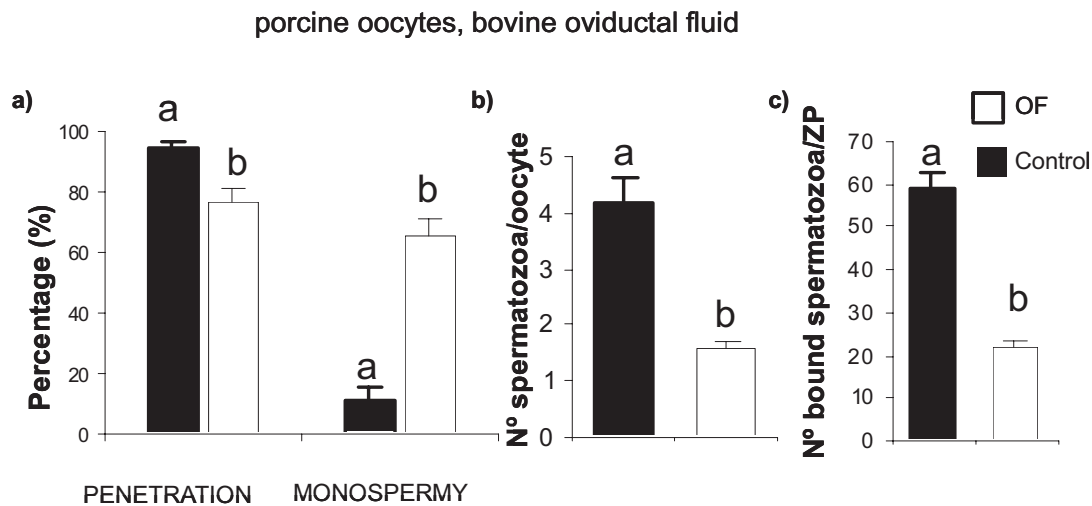 porcine oocytes, bovine oviductal fluid
a)
Percentage (%)
100
80
60
40
20
0
a
b
a
b
PENETRATION
MONOSPERMY
b)
Nº spermatozoa/oocyte
5
4
3
2
1
0
a
b
c)
Nº bound spermatozoa/ZP
70
60
50
40
30
20
10
0
a
b
OF
Control